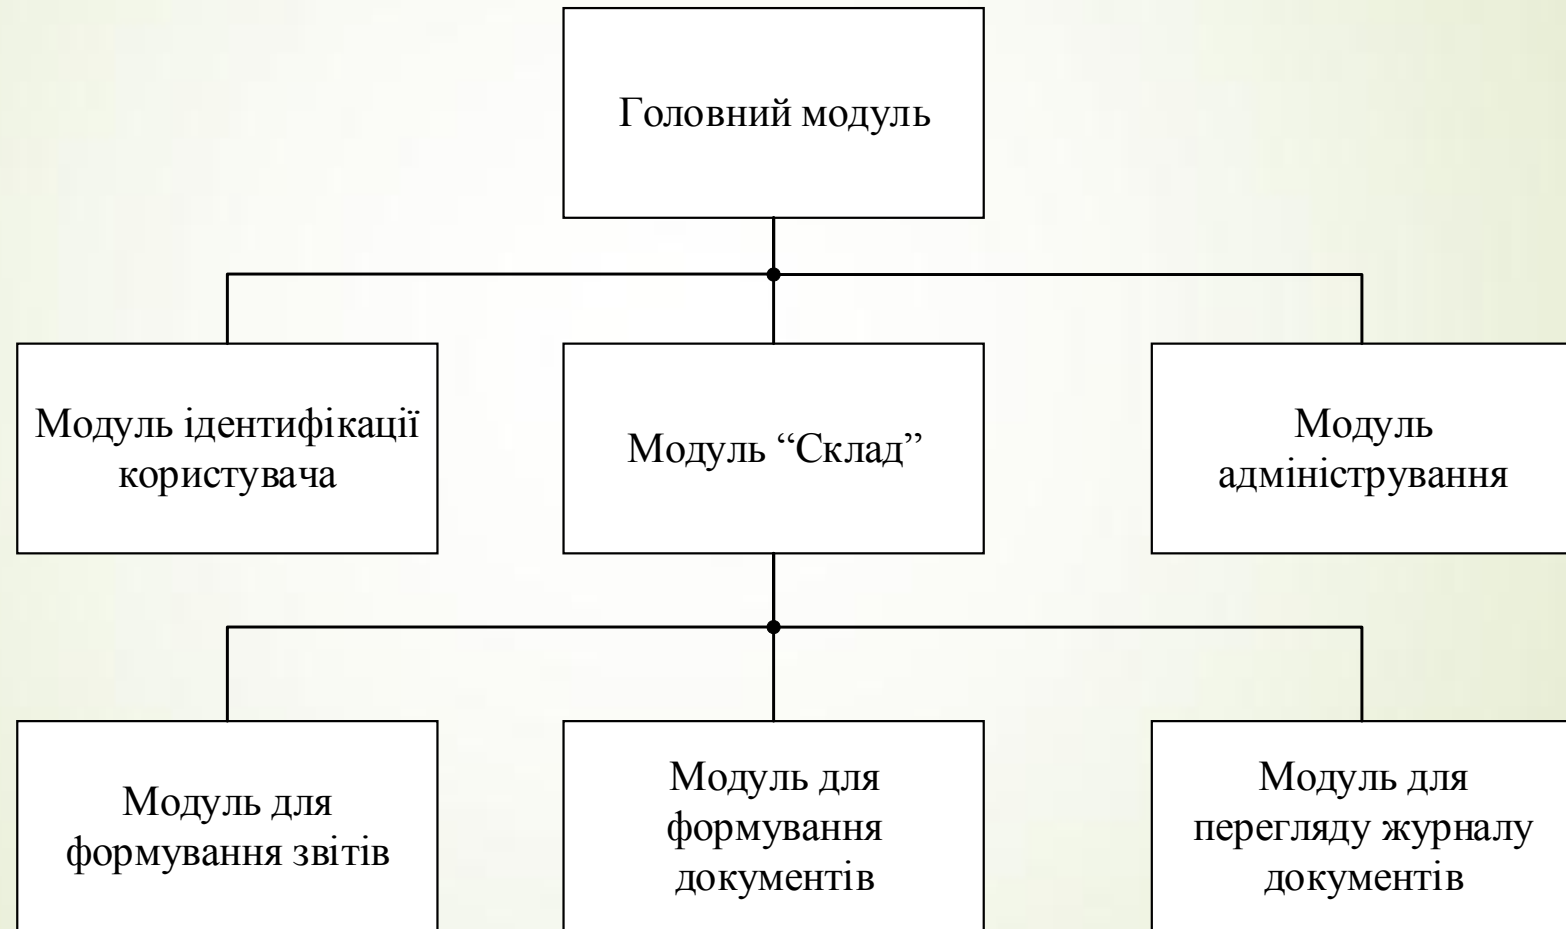 Головний модуль
Модуль ідентифікації
користувача
Модуль “Склад”
Модуль
адміністрування
Модуль для
формування звітів
Модуль для
формування
документів
Модуль для
перегляду журналу
документів